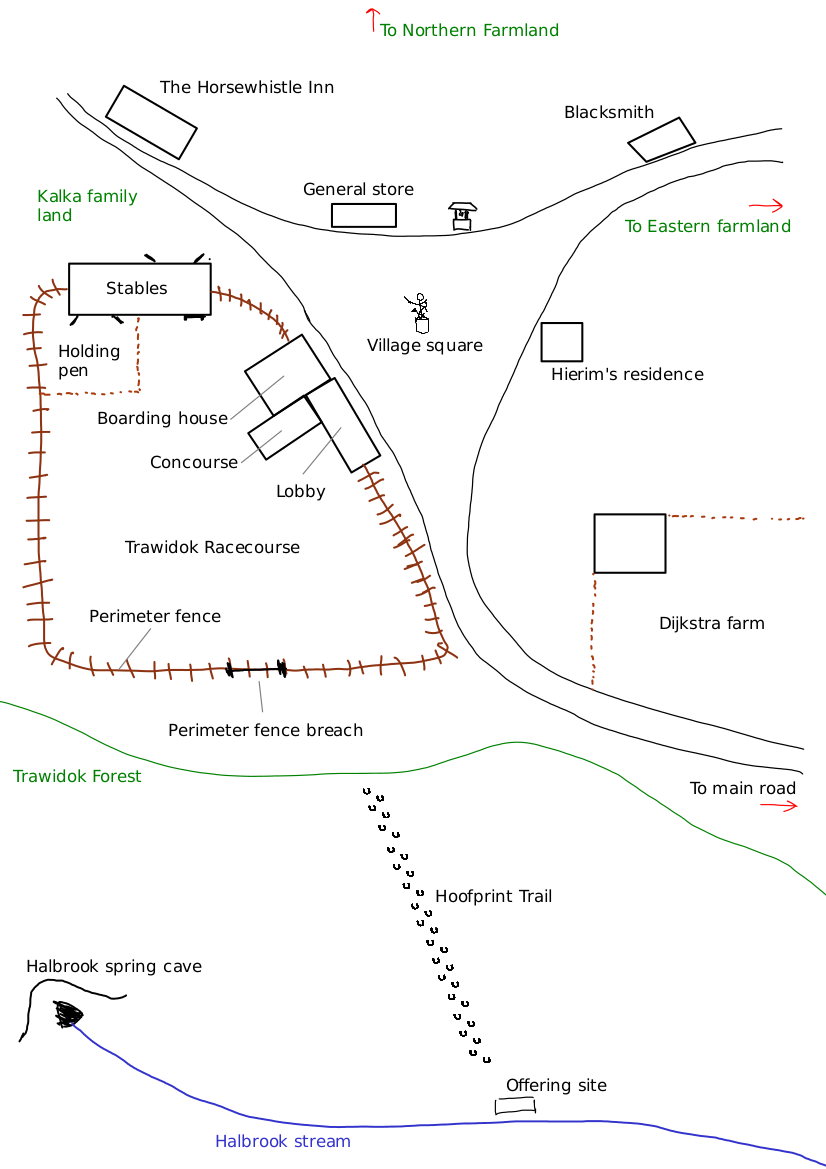 To Northern Farmland
The Horsewhistle Inn
Blacksmith
General store
Kalka family
land
To Eastern farmland
Stables
Village square
Holding
pen
Hierim's residence
Boarding house
Concourse
Lobby
Trawidok Racecourse
Perimeter fence
Dijkstra farm
Perimeter fence breach
Trawidok Forest
To main road
Hoofprint Trail
Halbrook spring cave
Offering site
Halbrook stream